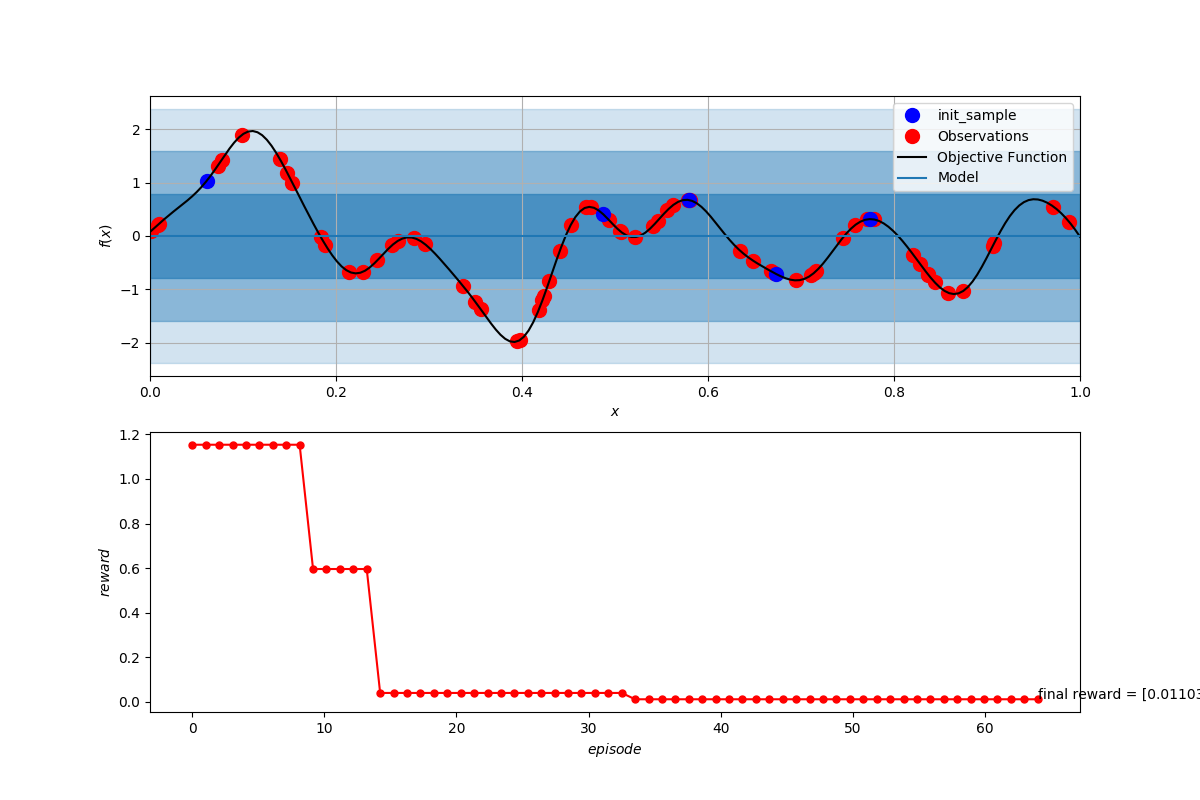 2
1
0
−1
−2
f(x)
init_sample
Observations
Objective Function
Model
0.0 0.2 0.4 0.6 0.8 1.0
x
1.2
1.0
0.8
0.6
0.4
0.2
0.0
reward
final reward = [0.01103
0 10 20 30 40 50 60
episode